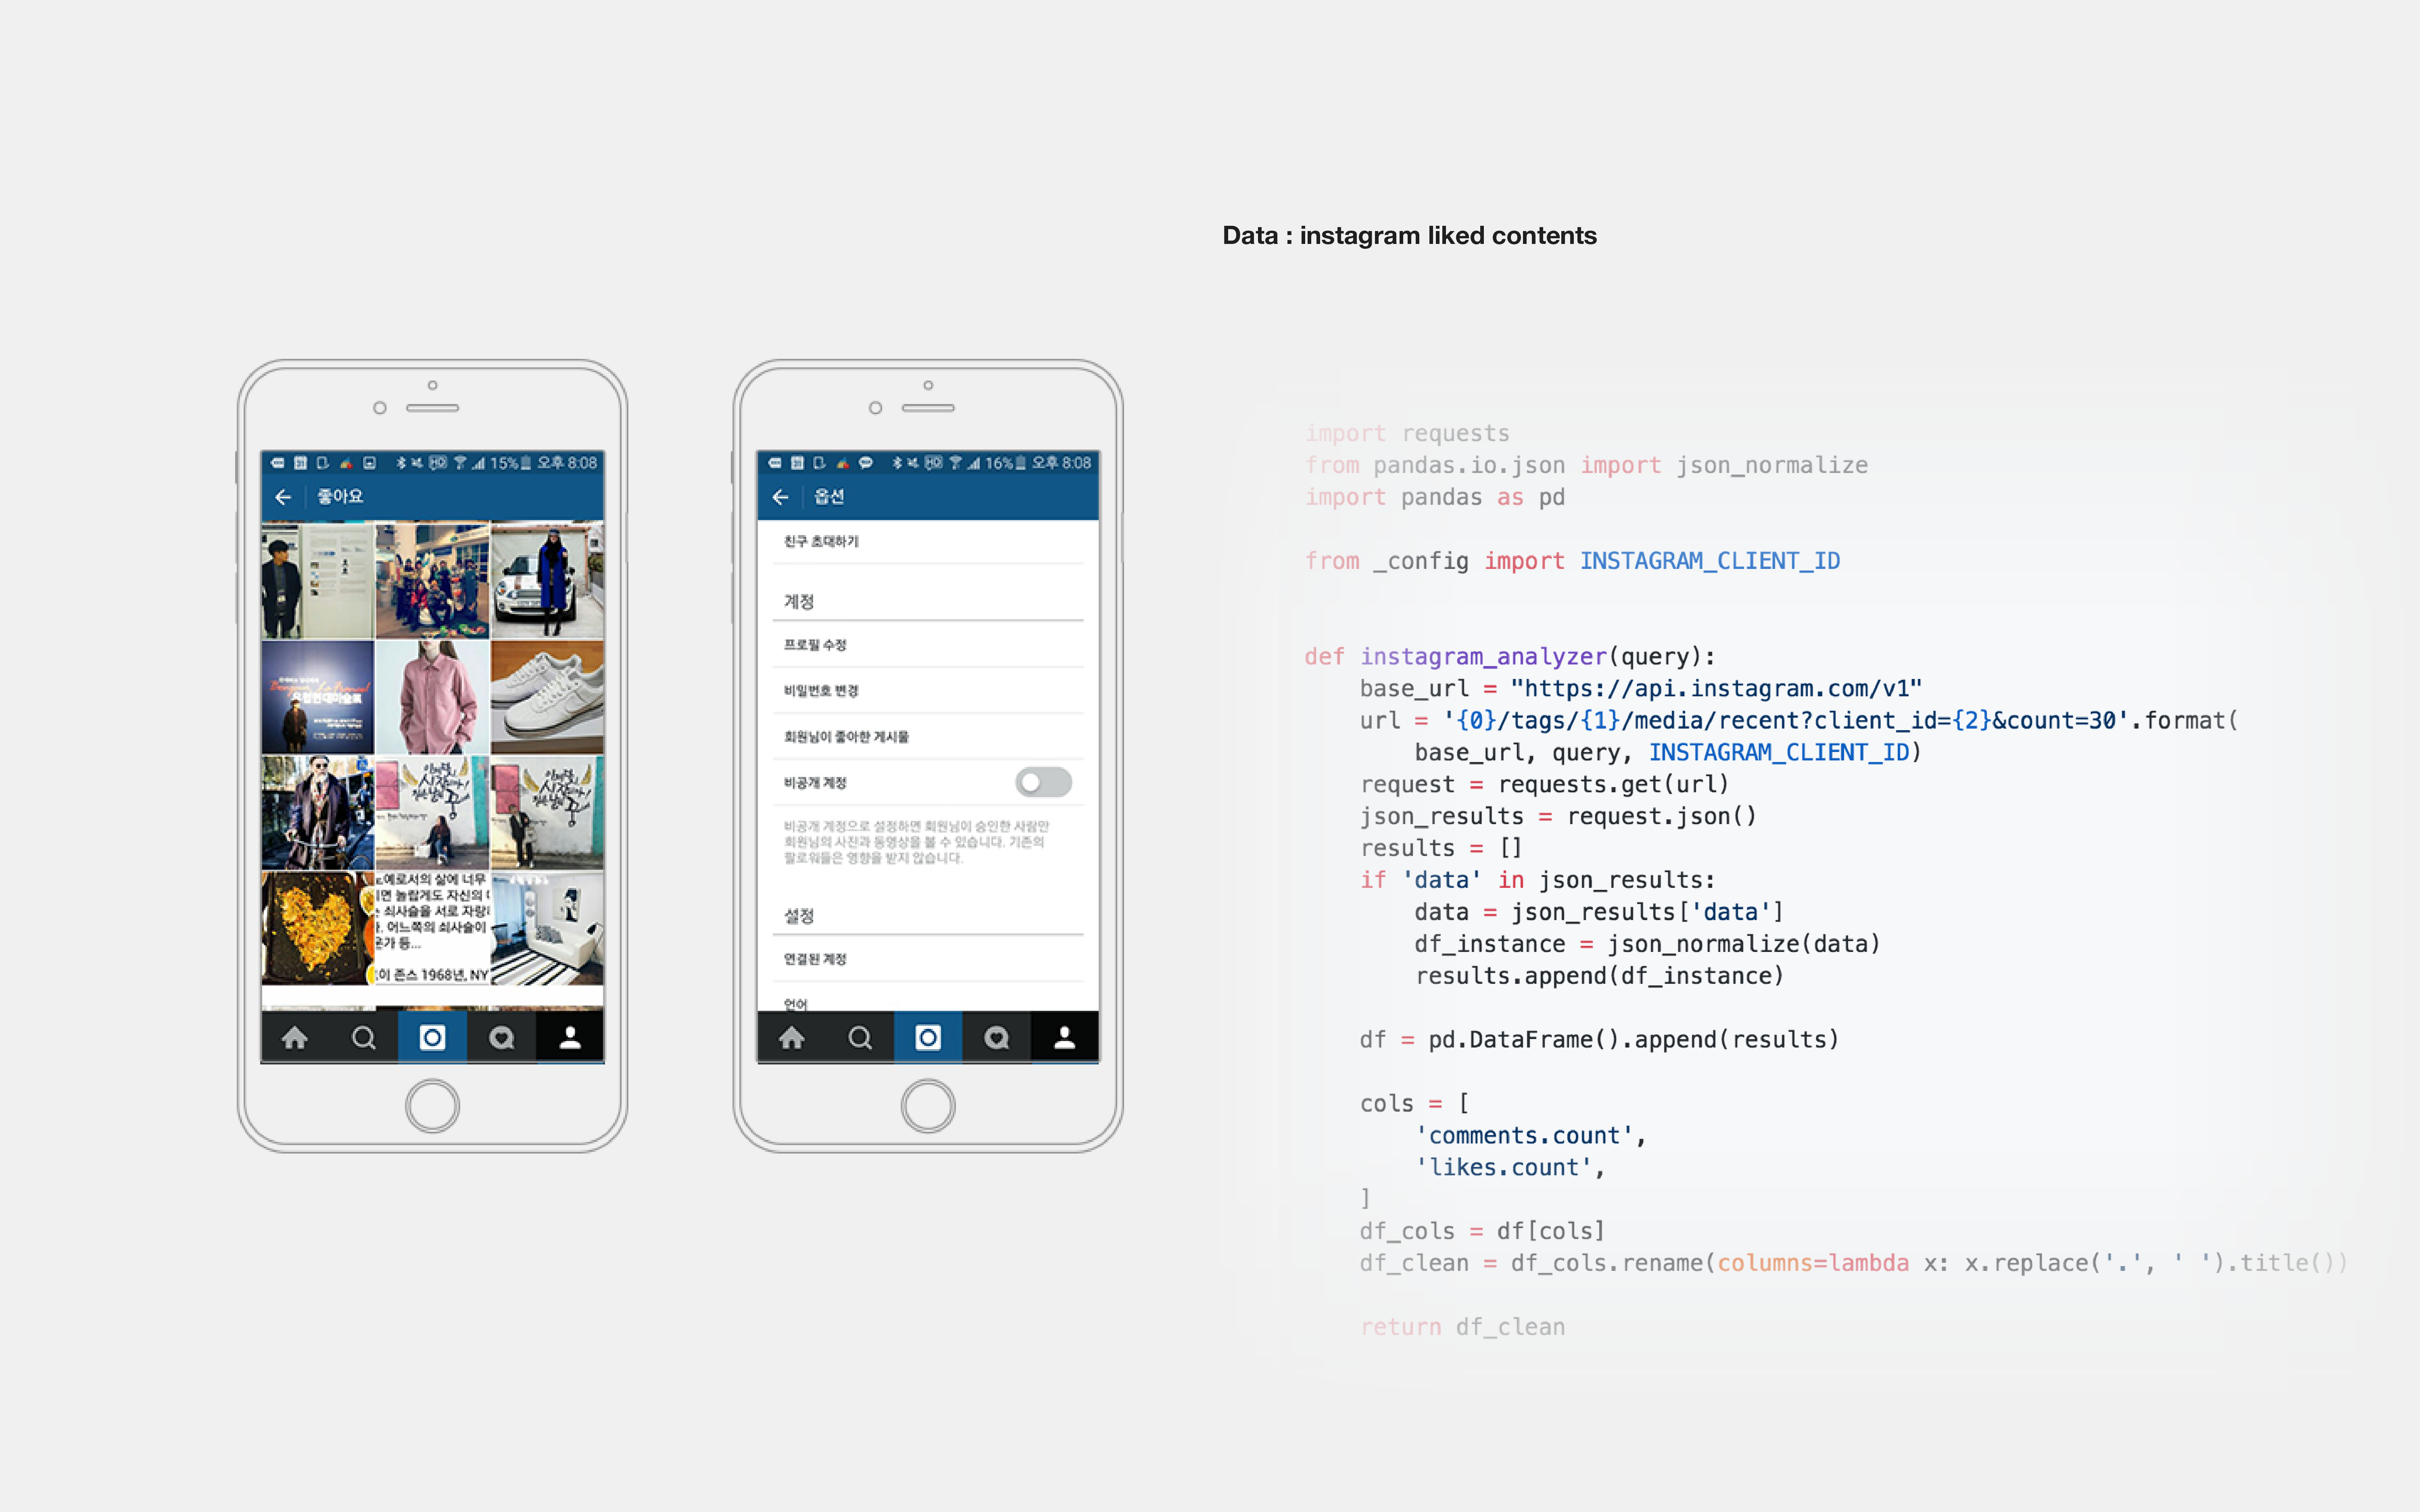 Data : instagram liked contents
15% 오후 8:08
좋아요
예로서의 삶에 너무
면 놀랍게도 자신의
쇠사슬을 서로 자랑
. 어느쪽의 쇠사슬이
가 등...
이 존스 1968년, NY
16% 오후 8:08
옵션
친구 초대하기
계정
프로필 수정
비밀번호 변경
회원님이 좋아한 게시물
비공개 계정
비공개 계정으로 설정하면 회원님이 승인한 사람만
회원님의 사진과 동영상을 볼 수 있습니다. 기존의
팔로워들은 영향을 받지 않습니다.
설정
연결된 계정
언어
import requests
from pandas.io.json import json_normalize
import pandas as pd
from _config import INSTAGRAM_CLIENT_ID
def instagram_analyzer(query):
    base_url = "https://api.instagram.com/v1"
    url = '{0}/tags/{1}/media/recent?client_id={2}&count=30'.format(
        base_url, query, INSTAGRAM_CLIENT_ID)
    request = requests.get(url)
    json_results = request.json()
    results = []
    if 'data' in json_results:
        data = json_results['data']
        df_instance = json_normalize(data)
        results.append(df_instance)
    df = pd.DataFrame().append(results)
    cols = [
        'comments.count',
        'likes.count',
    ]
    df_cols = df[cols]
    df_clean = df_cols.rename(columns=lambda x: x.replace('.', ' ').title())
    return df_clean